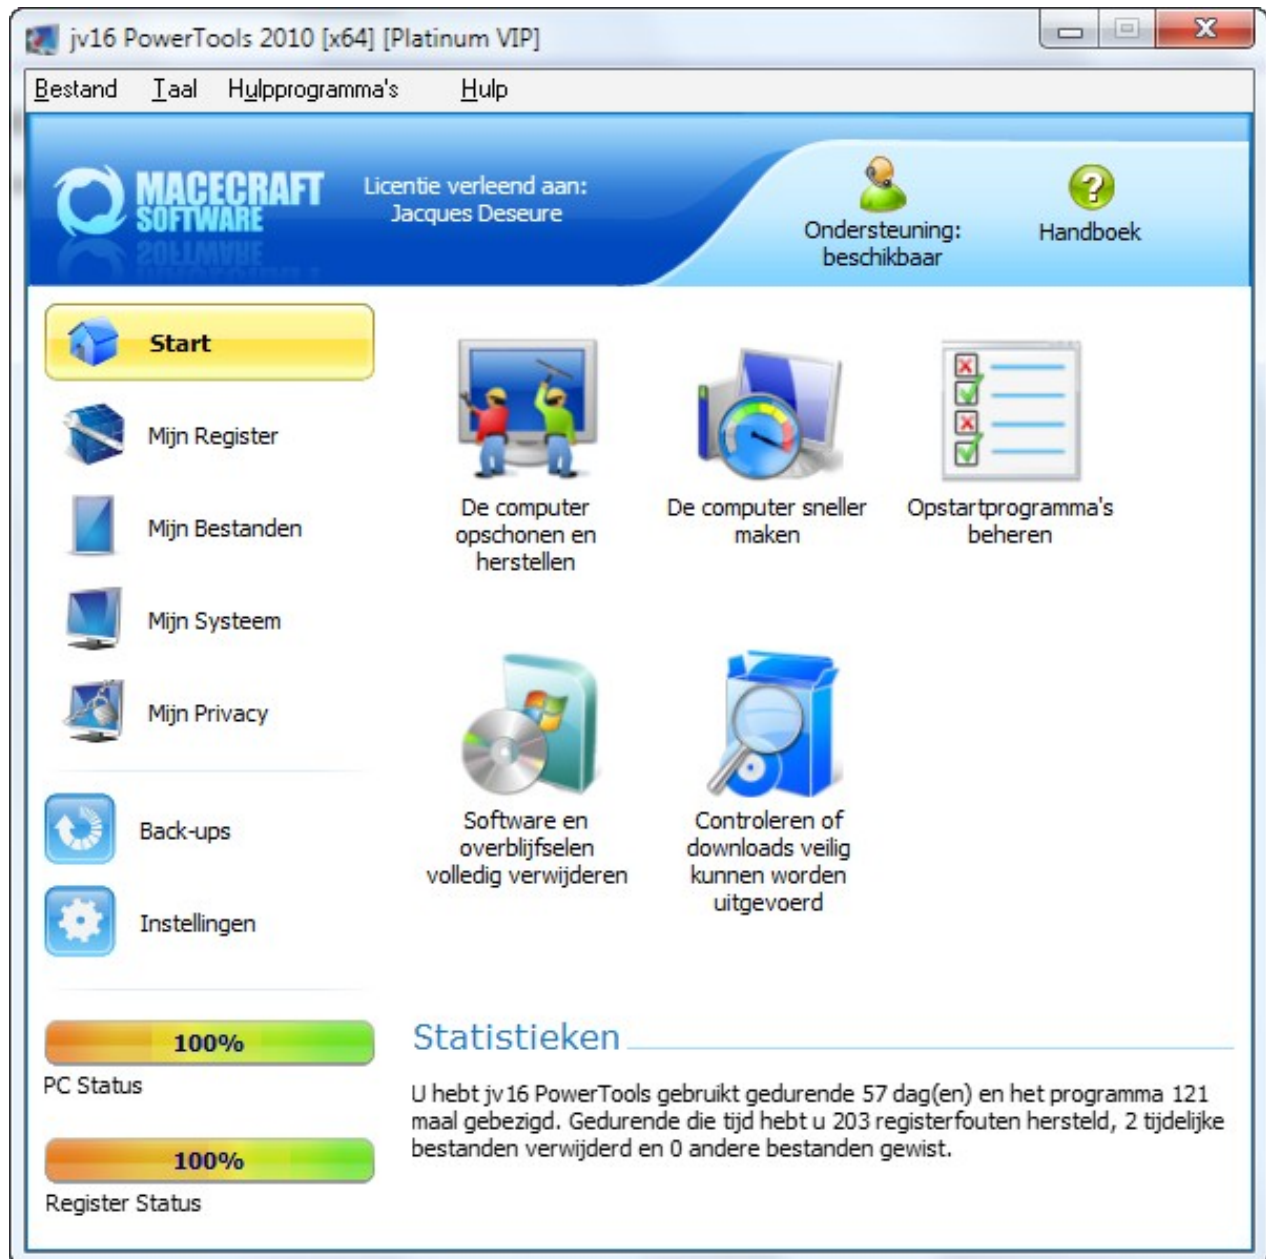 jv16 PowerTools 2010 [x64] [Platinum VIP]
Bestand Taal Hulpprogramma's Hulp
MACECRAFT
SOFTWARE
Licentie verleend aan:
Jacques Deseure
Ondersteuning:
beschikbaar
Handboek
Start
Mijn Register
Mijn Bestanden
Mijn Systeem
Mijn Privacy
Back-ups
Instellingen
De computer
opschonen en
herstellen
De computer sneller
maken
Opstartprogramma's
beheren
Software en
overblijfselen
volledig verwijderen
Controleren of
downloads veilig
kunnen worden
uitgevoerd
100%
PC Status
100%
Register Status
Statistieken
U hebt jv16 PowerTools gebruikt gedurende 57 dag(en) en het programma 121
maal gebezigd. Gedurende die tijd hebt u 203 registerfouten hersteld, 2 tijdelijke
bestanden verwijderd en 0 andere bestanden gewist.